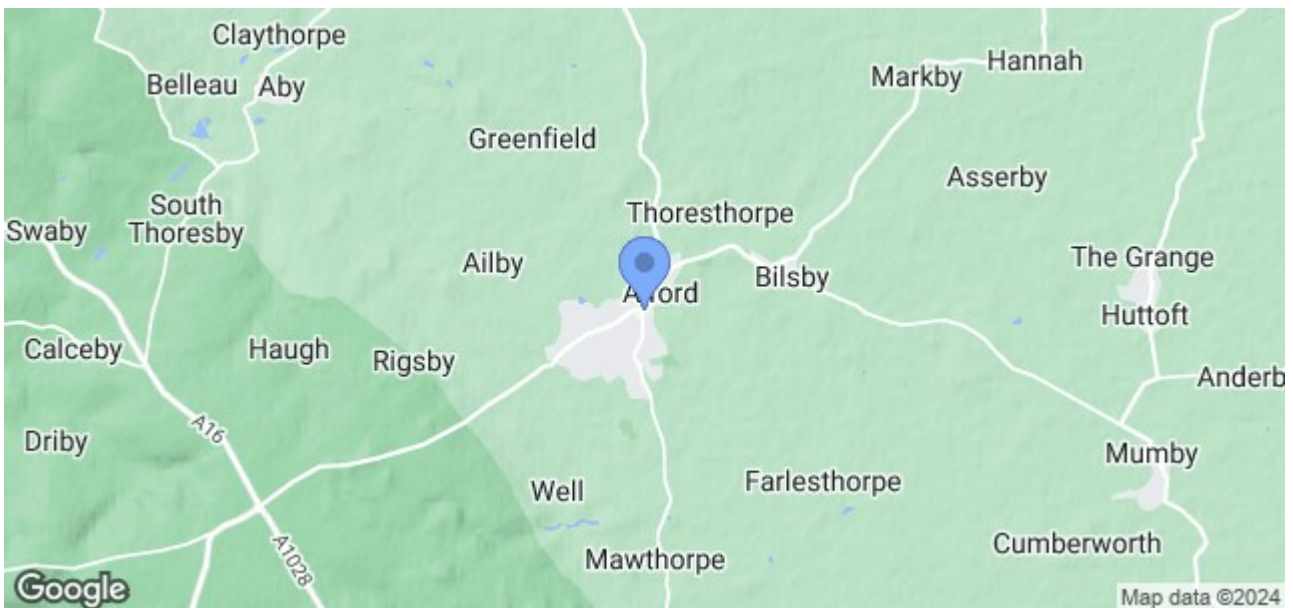 Claythorpe
Belleau
Aby
Markby
Hannah
Greenfield
Asserby
South
Thoresby
Swaby
Thoresthorpe
Ailby
Bilsby
The Grange
Alford
Huttoft
Calceby
Haugh
Rigsby
Anderb
A16
Driby
Mumby
Well
Farlesthorpe
A1028
Mawthorpe
Cumberworth
Google
Map data ©2024